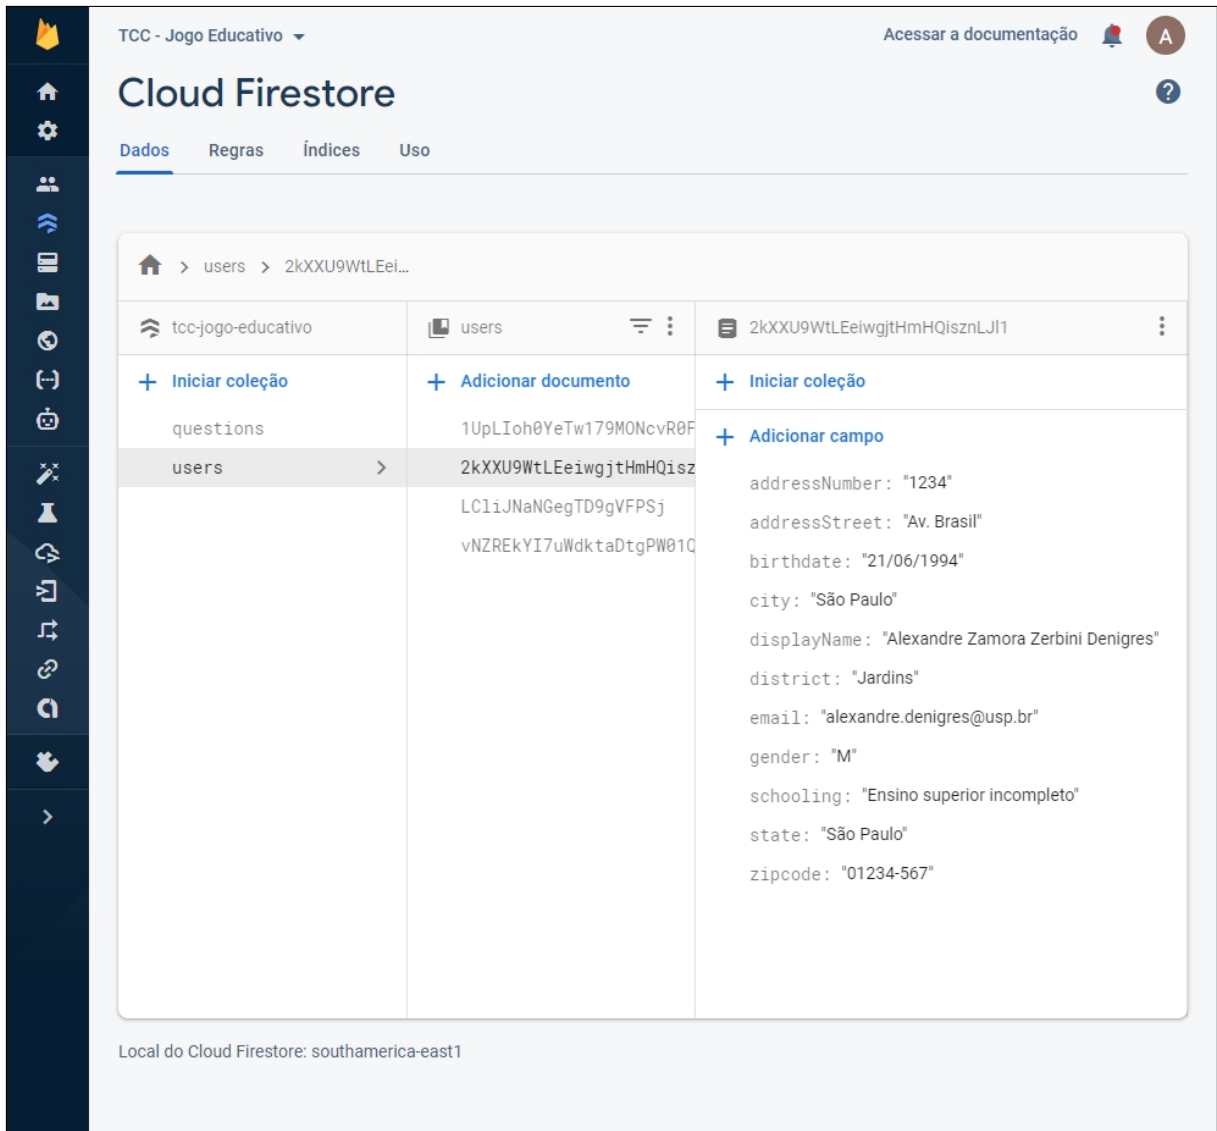 TCC - Jogo Educativo
Acessar a documentação
A
Cloud Firestore
?
Dados Regras Índices Uso
> users > 2kXXU9WtLEei...
tcc-jogo-educativo
users
2kXXU9WtLEeiwgjtHmHQisznLJl1
+ Iniciar coleção
+ Adicionar documento
+ Iniciar coleção
questions
users
1UpLIoh0YeTw179MONcvR0F
2kXXU9WtLEeiwgjtHmHQisz
LCliJNaNGegTD9gVFPSj
vNZREkYI7uWdktaDtgPW01Q
+ Adicionar campo
addressNumber: "1234"
addressStreet: "Av. Brasil"
birthdate: "21/06/1994"
city: "São Paulo"
displayName: "Alexandre Zamora Zerbini Denigres"
district: "Jardins"
email: "alexandre.denigres@usp.br"
gender: "M"
schooling: "Ensino superior incompleto"
state: "São Paulo"
zipcode: "01234-567"
Local do Cloud Firestore: southamerica-east1